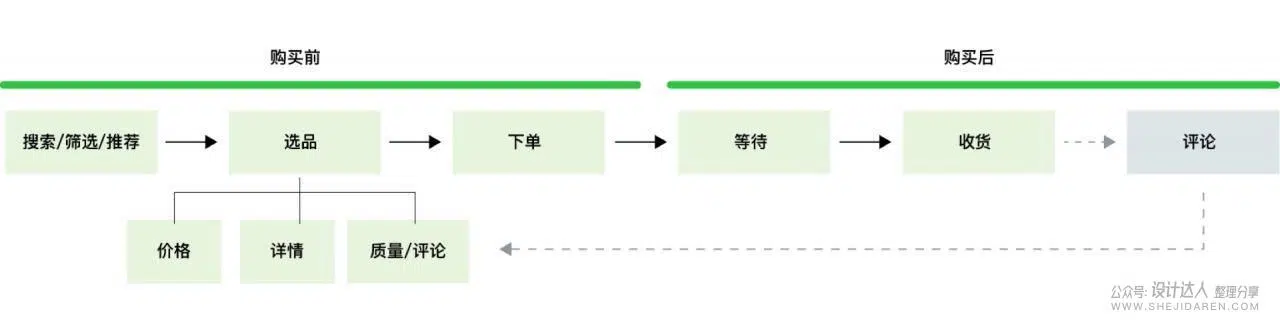 购买前
购买后
搜索/筛选/推荐
选品
下单
等待
收货
评论
价格
详情
质量/评论
公众号: 设计达人 整理分享
WWW.SHEJIDAREN.COM